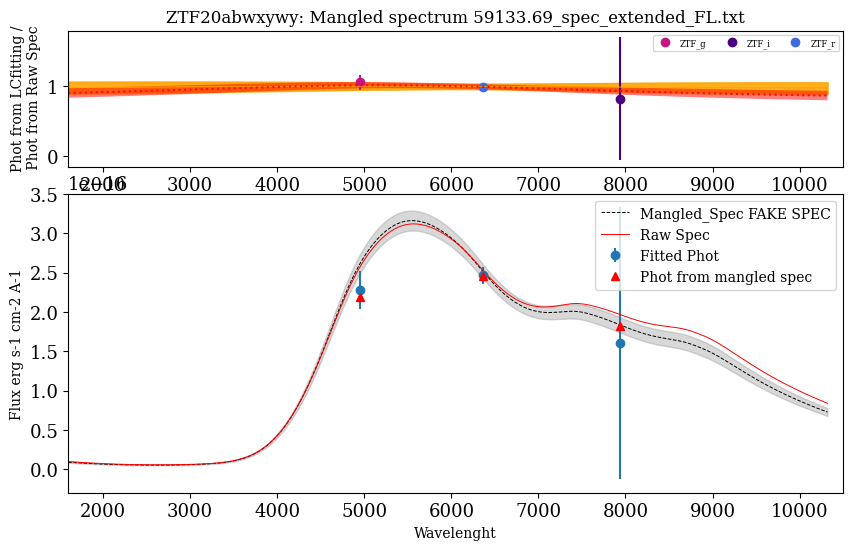 ZTF20abwxywy: Mangled spectrum 59133.69_spec_extended_FL.txt
Phot from LCfitting /
Phot from Raw Spec
ZTF_g ZTF_i ZTF_r
1
0
2000 3000 4000 5000 6000 7000 8000 9000 10000
1e−16
3.5
3.0
2.5
2.0
1.5
1.0
0.5
0.0
Flux erg s-1 cm-2 A-1
Mangled_Spec FAKE SPEC
Raw Spec
Fitted Phot
Phot from mangled spec
2000 3000 4000 5000 6000 7000 8000 9000 10000
Wavelenght